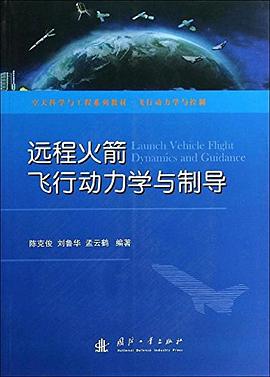 空天科学与工程系列教材·飞行动力学与控制
远程火箭
Launch Vehicle Flight
Dynamics and Guidance
飞行动力学与制导
陈克俊 刘鲁华 孟云鹤 编著
国防工业出版社
National Defense Industry Press